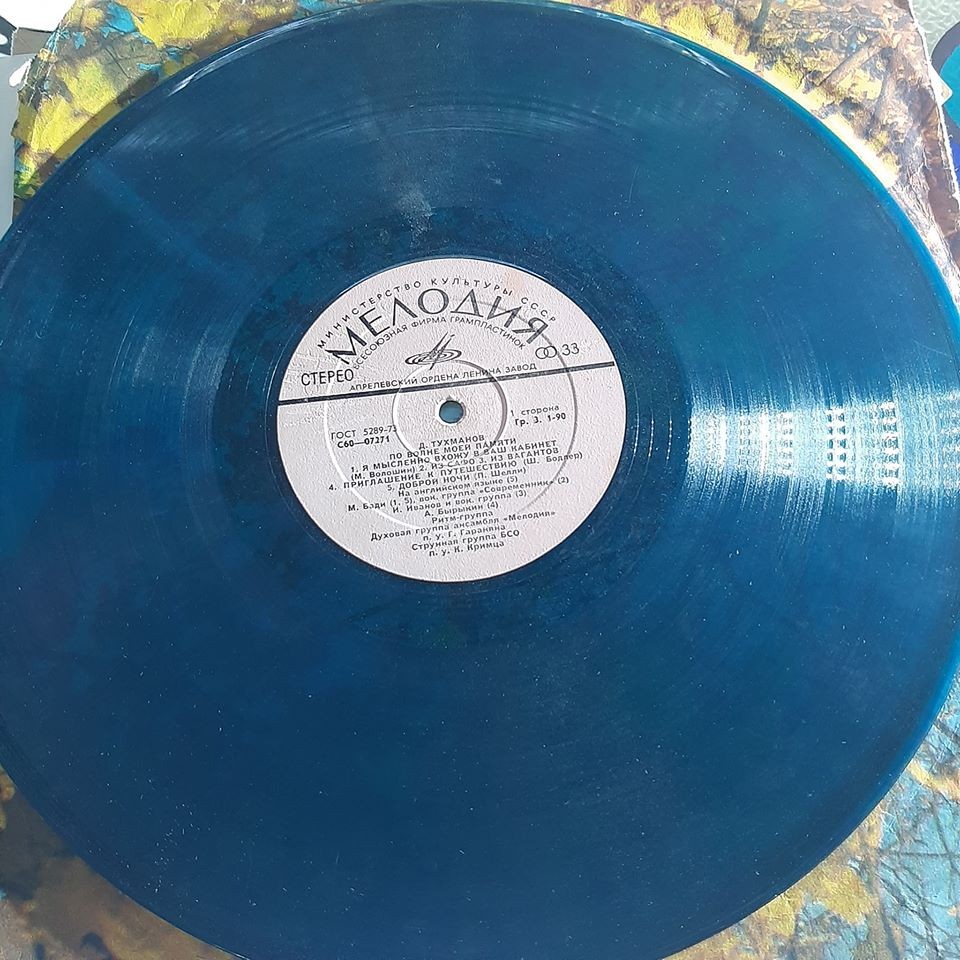 МИНИСТЕРСТВО КУЛЬТУРЫ СССР
МЕЛОДИЯ
ВСЕСОЮЗНАЯ ФИРМА ГРАМПЛАСТИНОК
33
СТЕРЕО
АПРЕЛЕВСКИЙ ОРДЕНА ЛЕНИНА ЗАВОД
ГОСТ 5289-73
С60—07271
1 сторона
Гр. 3. 1-90
Д. ТУХМАНОВ
ПО ВОЛНЕ МОЕЙ ПАМЯТИ
1. Я МЫСЛЕННО ВХОЖУ В ВАШ КАБИНЕТ
(М. Волошин) 2. ИЗ САФО 3. ИЗ ВАГАНТОВ
4. ПРИГЛАШЕНИЕ К ПУТЕШЕСТВИЮ (Ш. Бодлер)
5. ДОБРОЙ НОЧИ (П. Шелли)
На английском языке (5)
М. Бэди (1, 5), вок. группа «Современник» (2)
И. Иванов и вок. группа (3)
А. Бырыкин (4)
Ритм-группа
Духовая группа ансамбля «Мелодия»
п. у. Г. Гараняна
Струнная группа БСО
п. у. К. Кримца